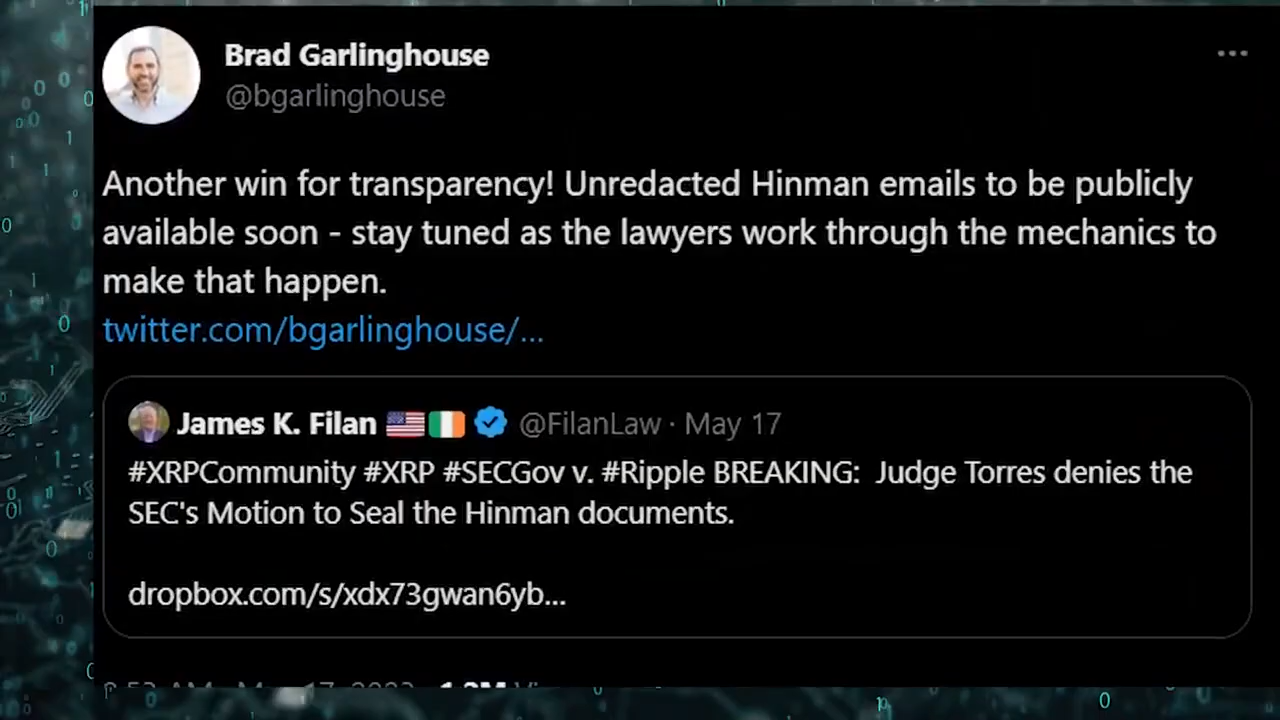 Brad Garlinghouse
@bgarlinghouse
Another win for transparency! Unredacted Hinman emails to be publicly
available soon - stay tuned as the lawyers work through the mechanics to
make that happen.
twitter.com/bgarlinghouse/...
James K. Filan 🇺🇸🇮🇪 @FilanLaw · May 17
#XRPCommunity #XRP #SECGov v. #Ripple BREAKING: Judge Torres denies the
SEC's Motion to Seal the Hinman documents.
dropbox.com/s/xdx73gwan6yb...